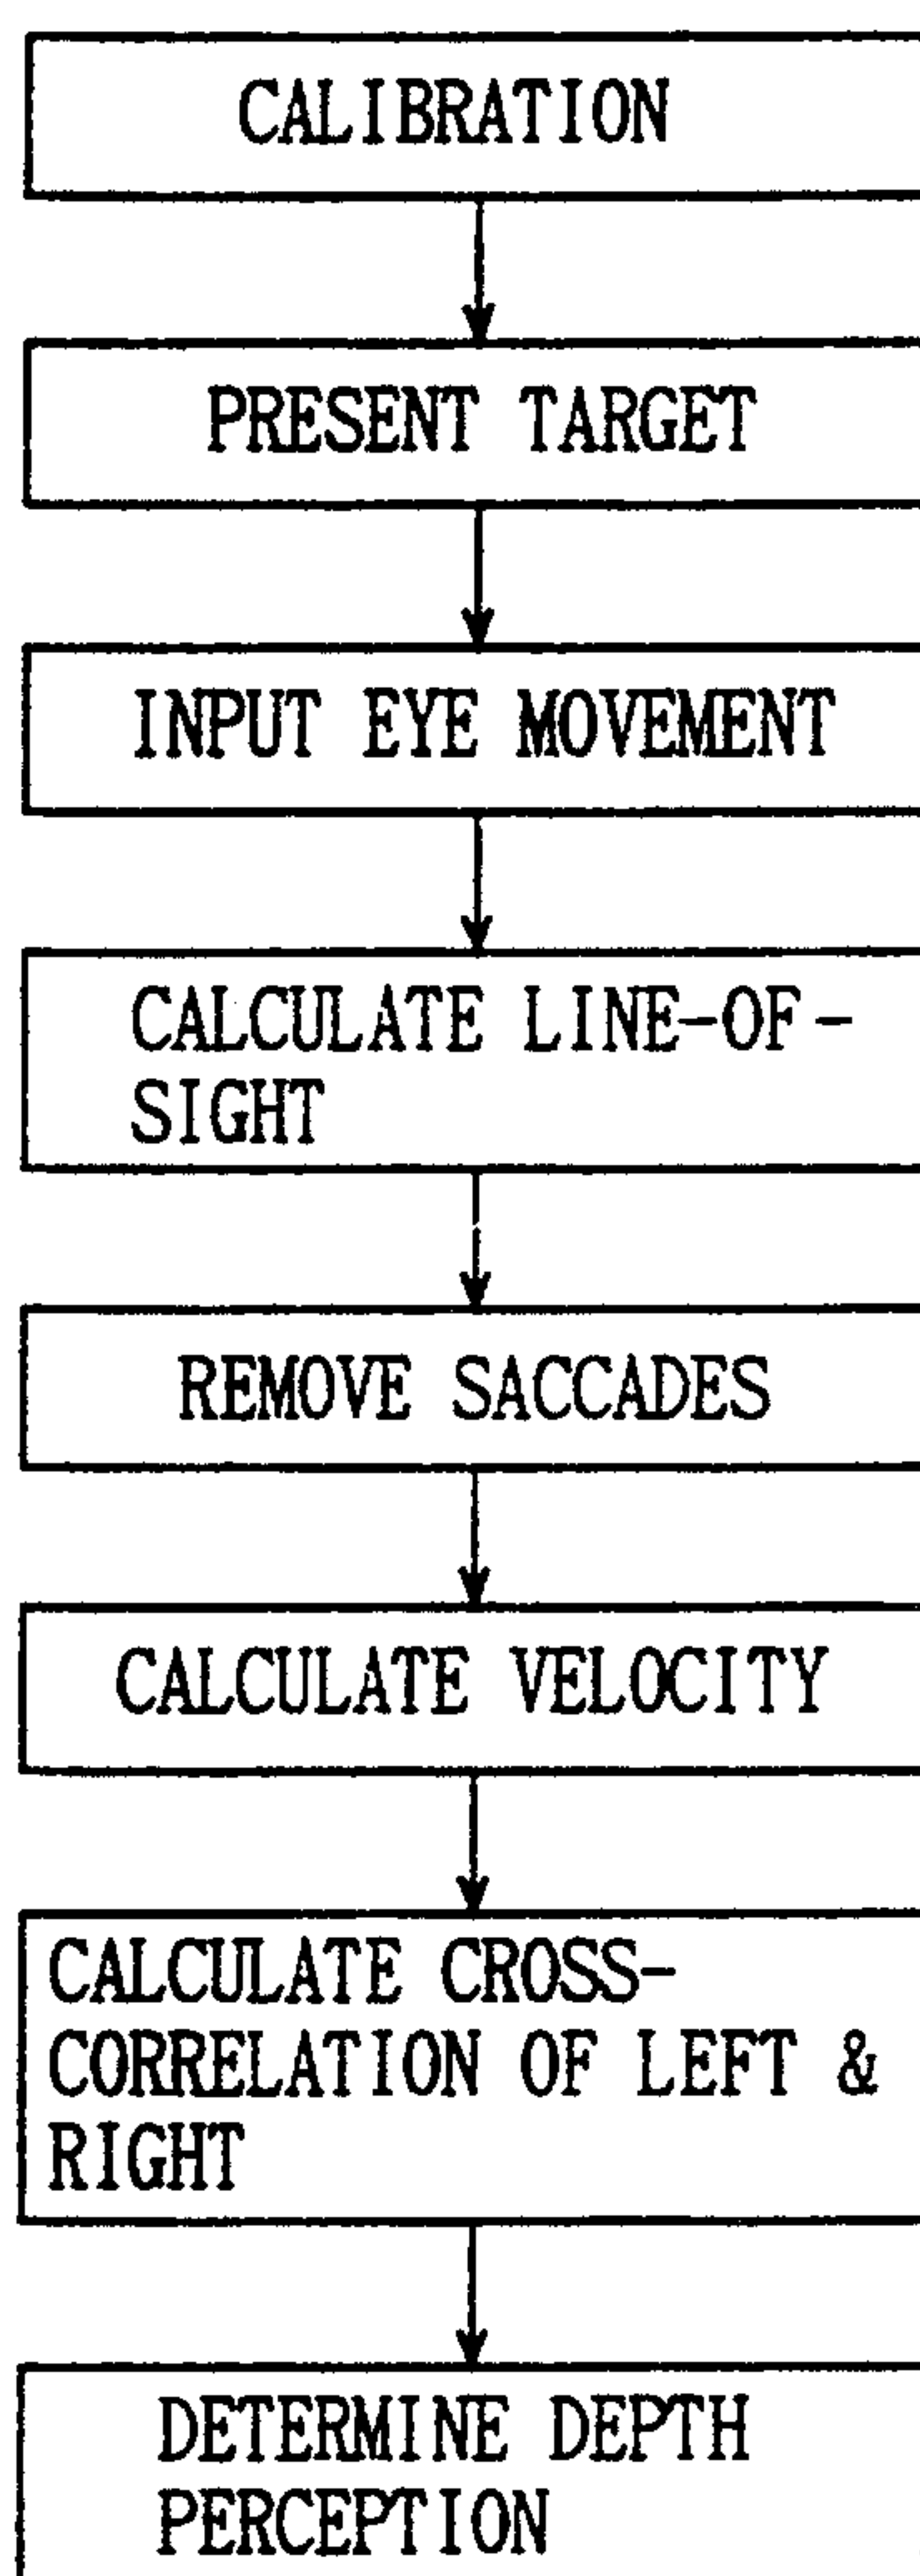 CALIBRATION
PRESENT TARGET
INPUT EYE MOVEMENT
CALCULATE LINE-OF-
SIGHT
REMOVE SACCADES
CALCULATE VELOCITY
CALCULATE CROSS-
CORRELATION OF LEFT &
RIGHT
DETERMINE DEPTH
PERCEPTION